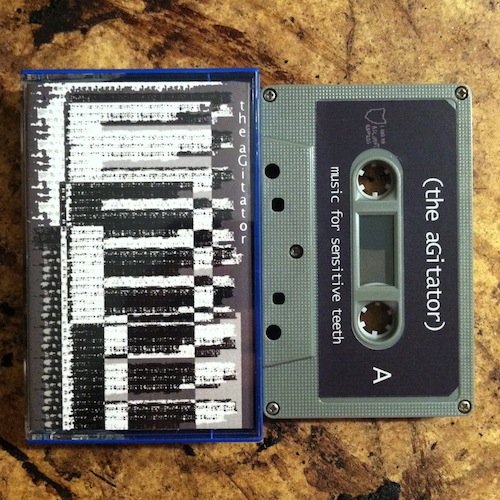 the aGitator
(the aGitator)
music for sensitive teeth
A